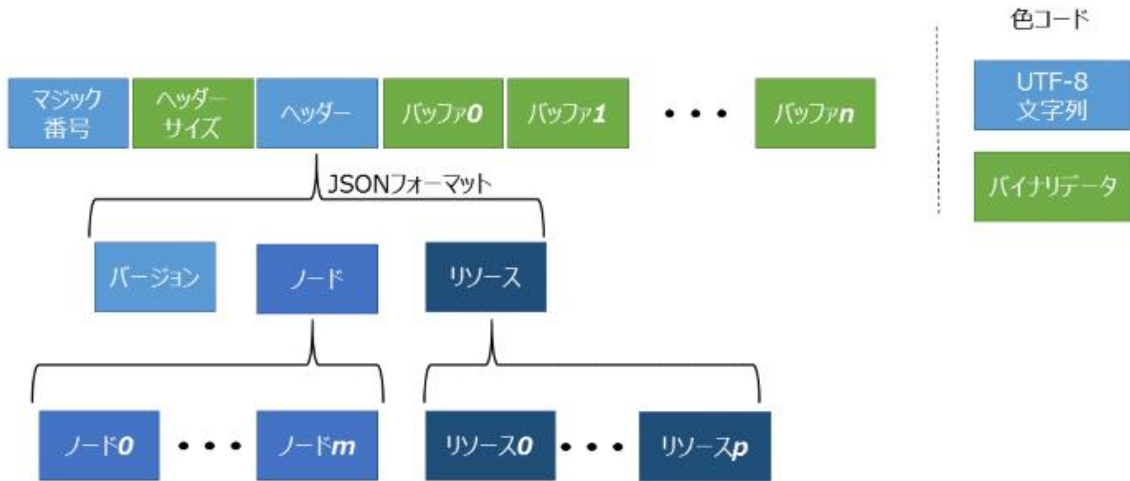 色コード
マジック
番号
ヘッダー
サイズ
ヘッダー
バッファ0
バッファ1
• • •
バッファn
UTF-8
文字列
バイナリデータ
JSONフォーマット
バージョン
ノード
リソース
ノード0
• • •
ノードm
リソース0
• • •
リソースp